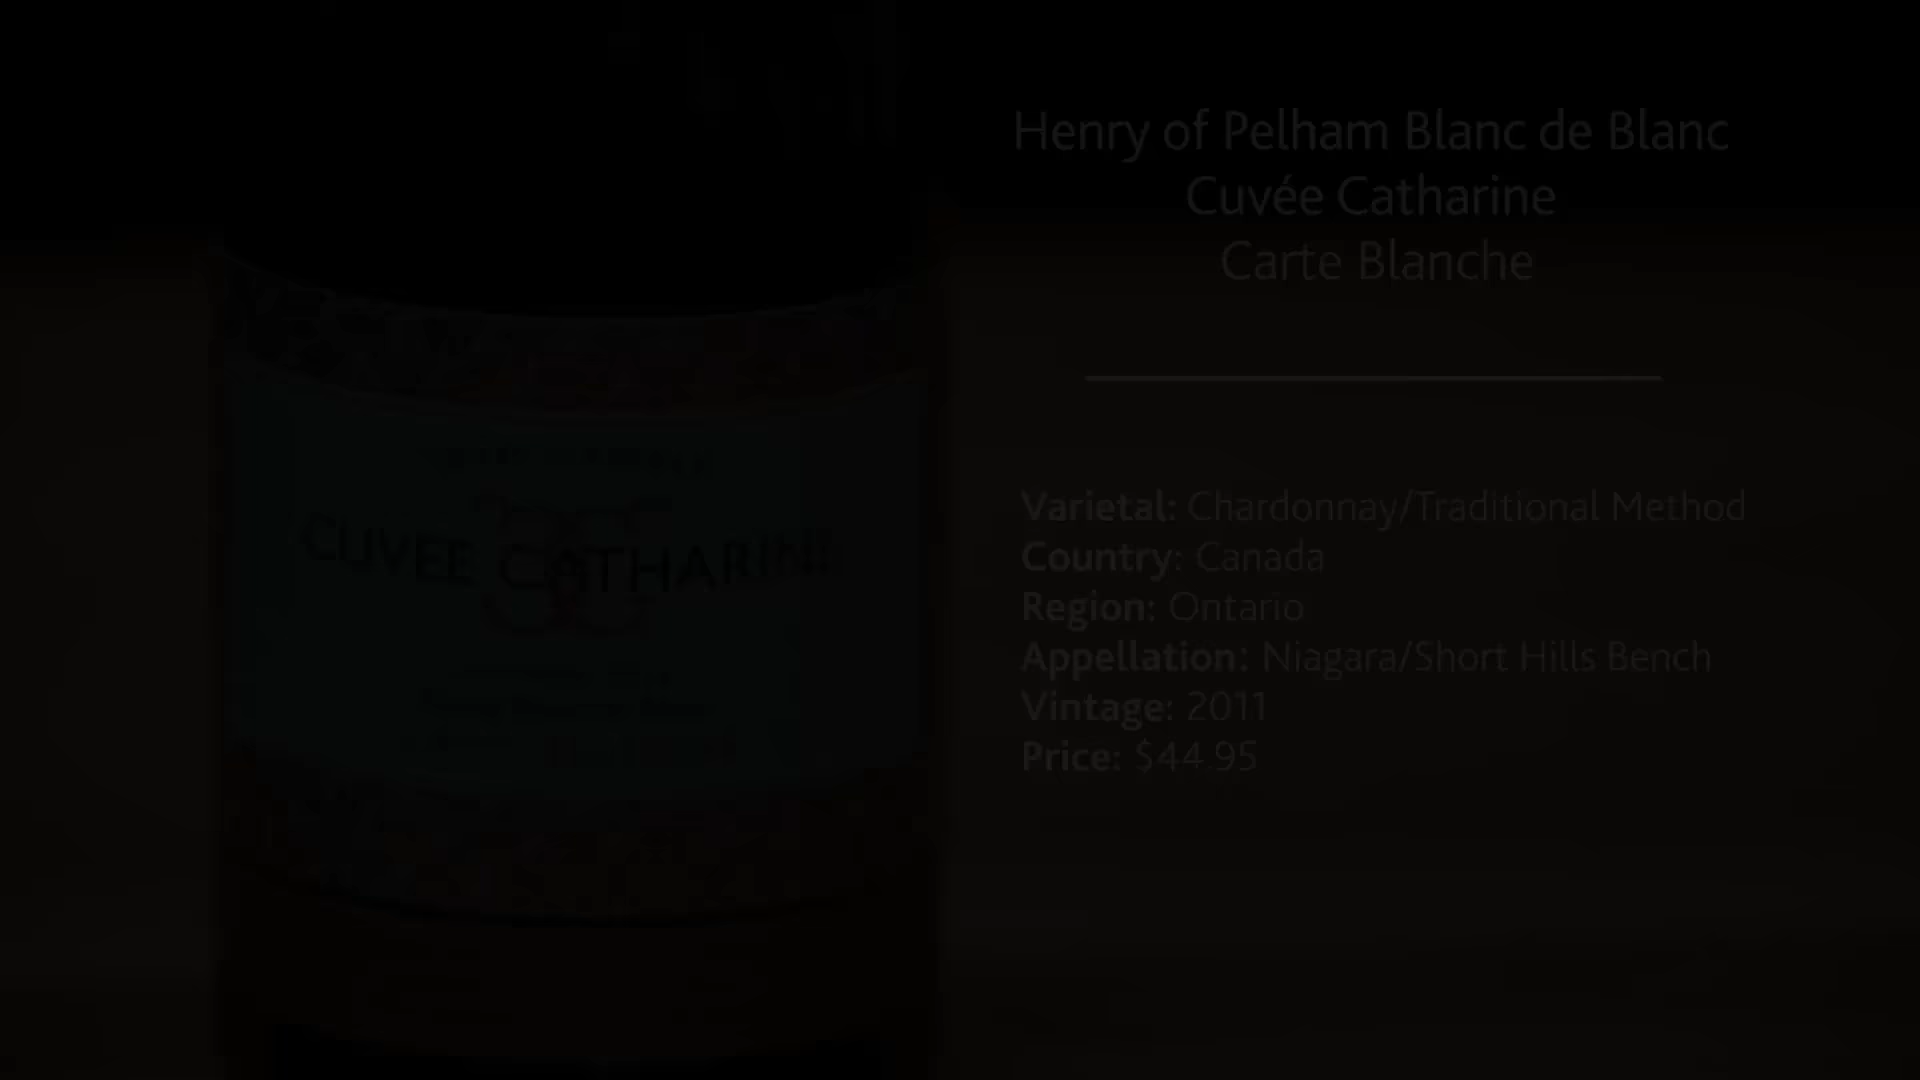 Henry of Pelham Blanc de Blanc
Cuvée Catharine
Carte Blanche
Varietal: Chardonnay/Traditional Method
Country: Canada
Region: Ontario
Appellation: Niagara/Short Hills Bench
Vintage: 2011
Price: $44.95
CUVEE CATHARINE